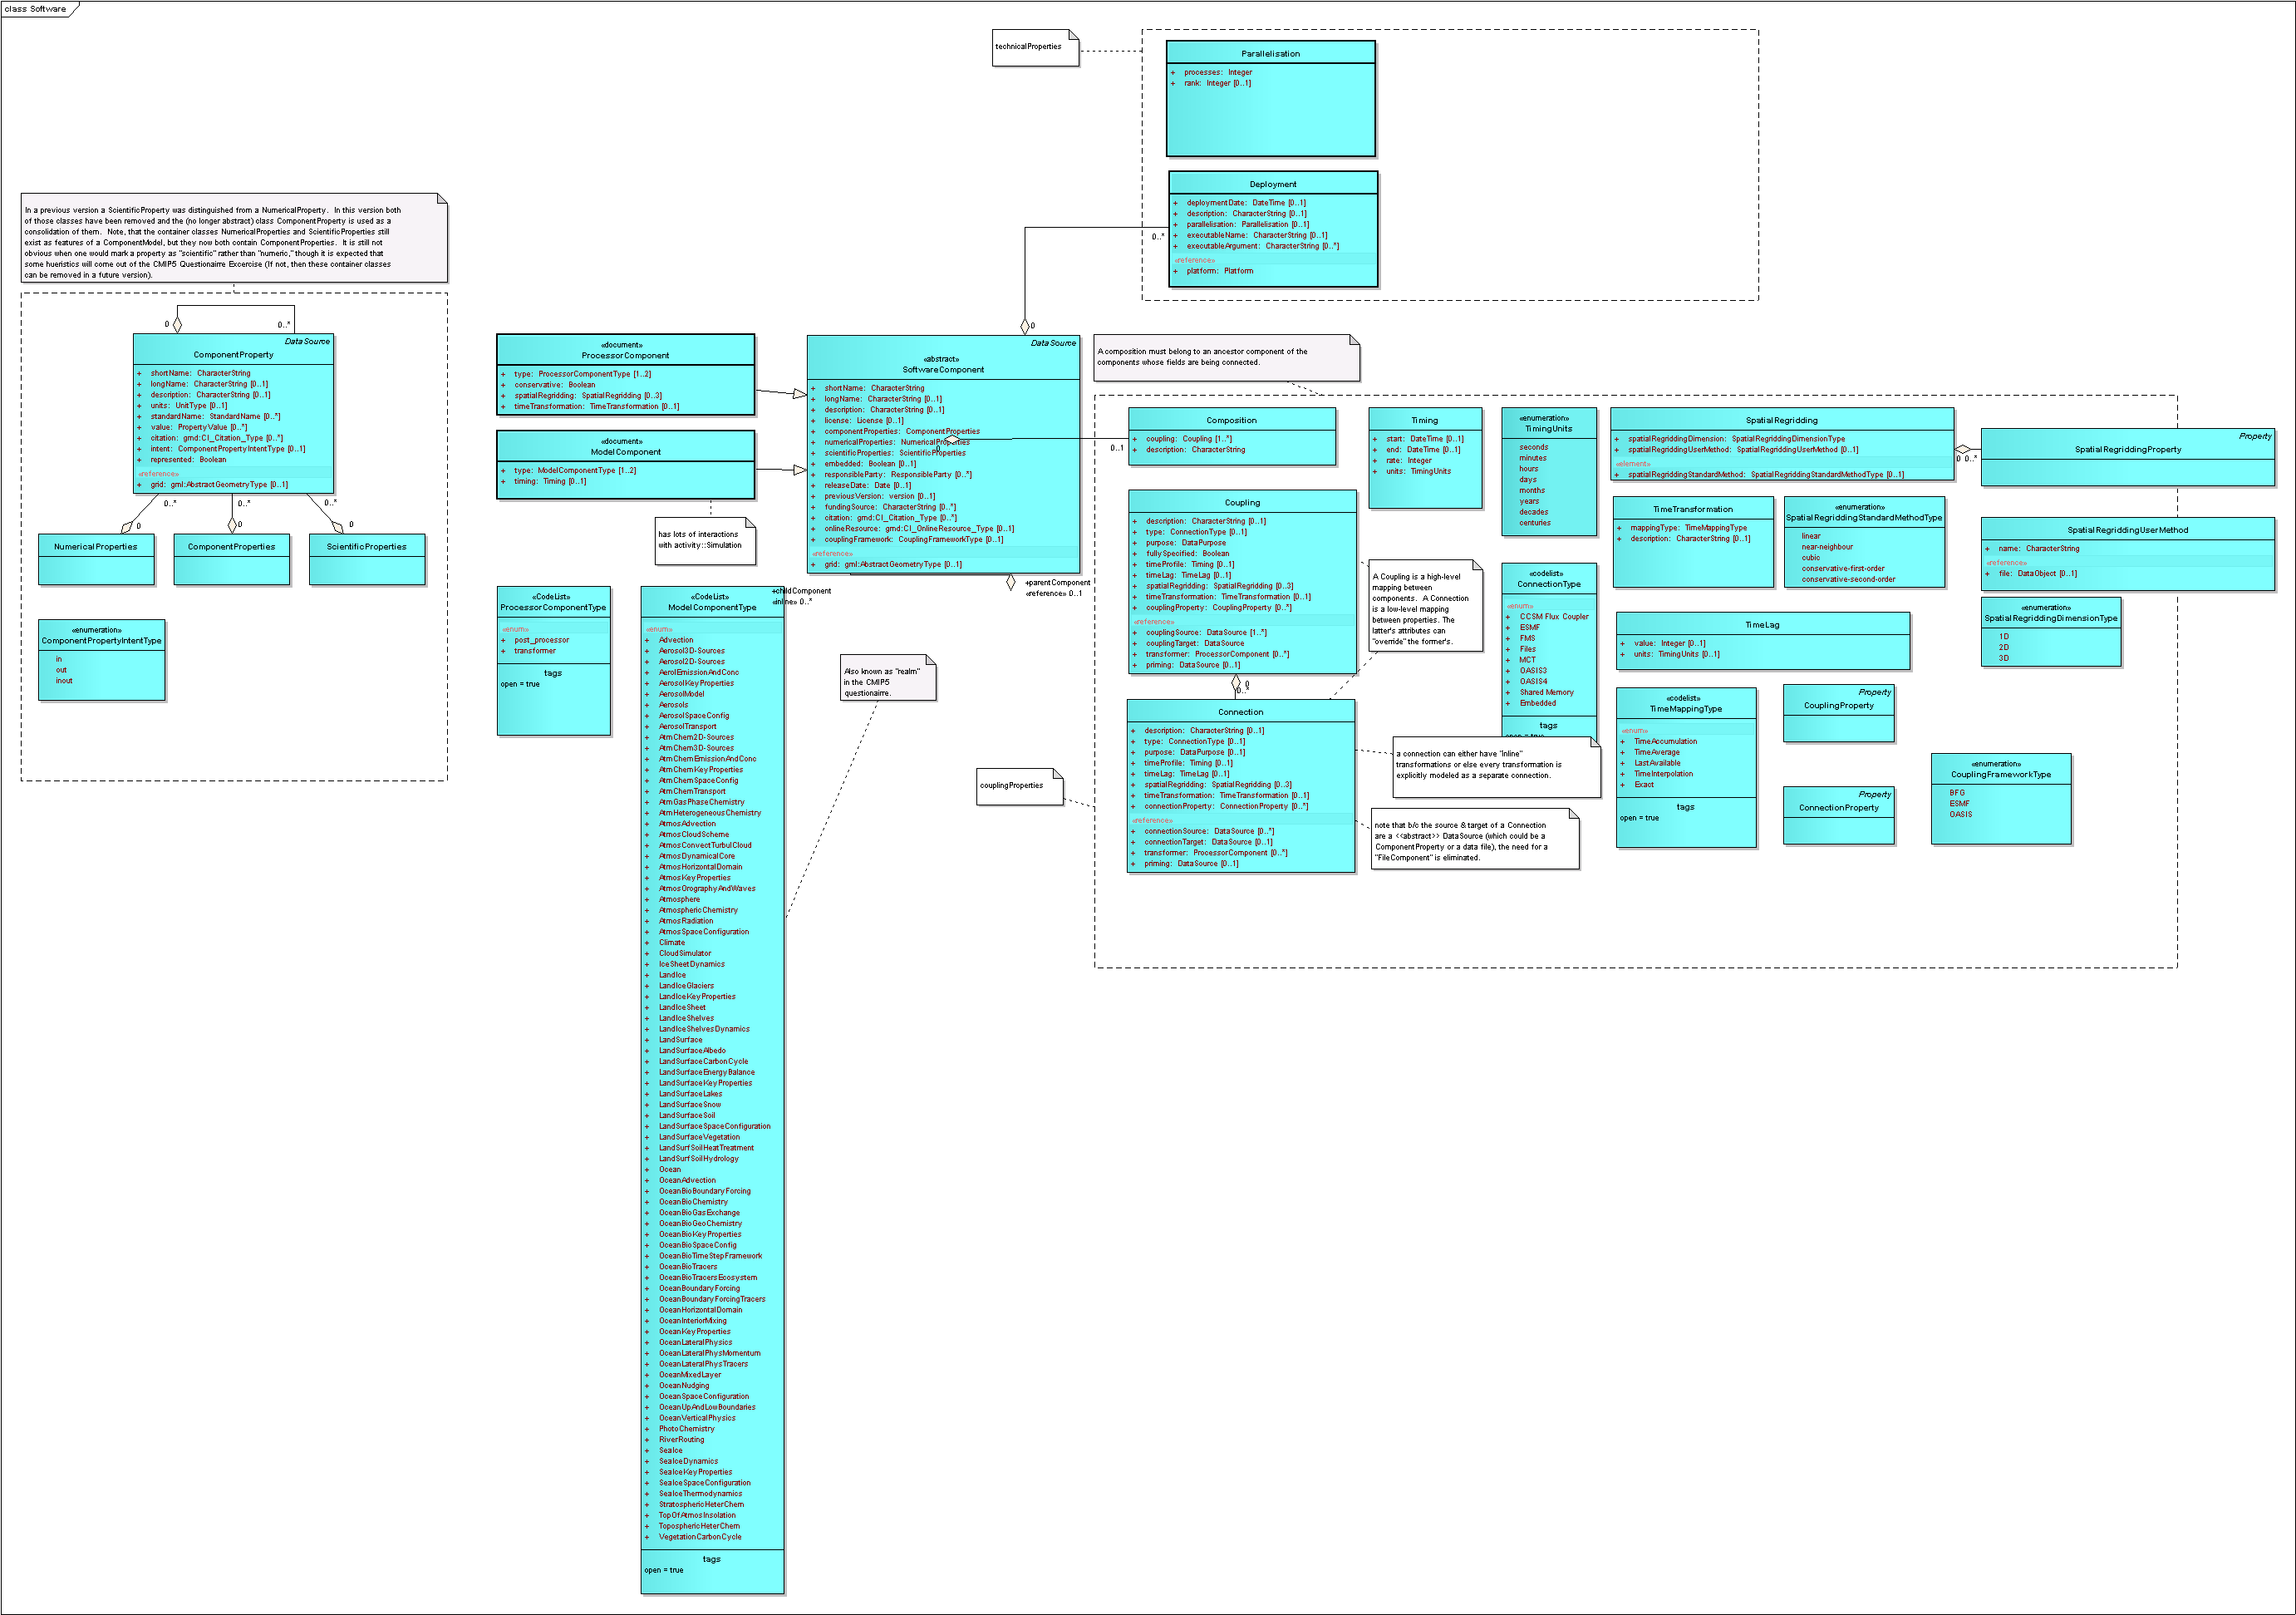 class Software
technicalProperties
Parallelisation
+ processes: Integer
+ rank: Integer [0..1]
Deployment
+ deploymentDate: DateTime [0..1]
+ description: CharacterString [0..1]
+ parallelisation: Parallelisation [0..1]
+ executableName: CharacterString [0..1]
+ executableArgument: CharacterString [0..*]
«reference»
+ platform: Platform
0..*
0
In a previous version a ScientificProperty was distinguished from a NumericalProperty. In this version both
of those classes have been removed and the (no longer abstract) class ComponentProperty is used as a
consolidation of them. Note, that the container classes NumericalProperties and ScientificProperties still
exist as features of a ComponentModel, but they now both contain ComponentProperties. It is still not
obvious when one would mark a property as "scientific" rather than "numeric," though it is expected that
some hueristics will come out of the CMIP5 Questionairre Excercise (If not, then these container classes
can be removed in a future version).
0
0..*
DataSource
ComponentProperty
+ shortName: CharacterString
+ longName: CharacterString [0..1]
+ description: CharacterString [0..1]
+ units: UnitType [0..1]
+ standardName: StandardName [0..*]
+ value: PropertyValue [0..*]
+ citation: gmd:CI_Citation_Type [0..*]
+ intent: ComponentPropertyIntentType [0..1]
+ represented: Boolean
«reference»
+ grid: gml:AbstractGeometryType [0..1]
0..*
0..*
0..*
0
0
0
NumericalProperties
ComponentProperties
ScientificProperties
«enumeration»
ComponentPropertyIntentType
in
out
inout
«document»
ProcessorComponent
+ type: ProcessorComponentType [1..2]
+ conservative: Boolean
+ spatialRegridding: SpatialRegridding [0..3]
+ timeTransformation: TimeTransformation [0..1]
«document»
ModelComponent
+ type: ModelComponentType [1..2]
+ timing: Timing [0..1]
has lots of interactions
with activity::Simulation
DataSource
«abstract»
SoftwareComponent
+ shortName: CharacterString
+ longName: CharacterString [0..1]
+ description: CharacterString [0..1]
+ license: License [0..1]
+ componentProperties: ComponentProperties
+ numericalProperties: NumericalProperties
+ scientificProperties: ScientificProperties
+ embedded: Boolean [0..1]
+ responsibleParty: ResponsibleParty [0..*]
+ releaseDate: Date [0..1]
+ previousVersion: version [0..1]
+ fundingSource: CharacterString [0..*]
+ citation: gmd:CI_Citation_Type [0..*]
+ onlineResource: gmd:CI_OnlineResource_Type [0..1]
+ couplingFramework: CouplingFrameworkType [0..1]
«reference»
+ grid: gml:AbstractGeometryType [0..1]
+parentComponent
«reference» 0..1
+childComponent
«inline» 0..*
0..1
«CodeList»
ProcessorComponentType
«enum»
+ post_processor
+ transformer
tags
open = true
«CodeList»
ModelComponentType
«enum»
+ Advection
+ Aerosol3D-Sources
+ Aerosol2D-Sources
+ AerolEmissionAndConc
+ AerosolKeyProperties
+ AerosolModel
+ Aerosols
+ AerosolSpaceConfig
+ AerosolTransport
+ AtmChem2D-Sources
+ AtmChem3D-Sources
+ AtmChemEmissionAndConc
+ AtmChemKeyProperties
+ AtmChemSpaceConfig
+ AtmChemTransport
+ AtmGasPhaseChemistry
+ AtmHeterogeneousChemistry
+ AtmosAdvection
+ AtmosCloudScheme
+ AtmosConvectTurbulCloud
+ AtmosDynamicalCore
+ AtmosHorizontalDomain
+ AtmosKeyProperties
+ AtmosOrographyAndWaves
+ Atmosphere
+ AtmosphericChemistry
+ AtmosRadiation
+ AtmosSpaceConfiguration
+ Climate
+ CloudSimulator
+ IceSheetDynamics
+ LandIce
+ LandIceGlaciers
+ LandIceKeyProperties
+ LandIceSheet
+ LandIceShelves
+ LandIceShelvesDynamics
+ LandSurface
+ LandSurfaceAlbedo
+ LandSurfaceCarbonCycle
+ LandSurfaceEnergyBalance
+ LandSurfaceKeyProperties
+ LandSurfaceLakes
+ LandSurfaceSnow
+ LandSurfaceSoil
+ LandSurfaceSpaceConfiguration
+ LandSurfaceVegetation
+ LandSurfSoilHeatTreatment
+ LandSurfSoilHydrology
+ Ocean
+ OceanAdvection
+ OceanBioBoundaryForcing
+ OceanBioChemistry
+ OceanBioGasExchange
+ OceanBioGeoChemistry
+ OceanBioKeyProperties
+ OceanBioSpaceConfig
+ OceanBioTimeStepFramework
+ OceanBioTracers
+ OceanBioTracersEcosystem
+ OceanBoundaryForcing
+ OceanBoundaryForcingTracers
+ OceanHorizontalDomain
+ OceanInteriorMixing
+ OceanKeyProperties
+ OceanLateralPhysics
+ OceanLateralPhysMomentum
+ OceanLateralPhysTracers
+ OceanMixedLayer
+ OceanNudging
+ OceanSpaceConfiguration
+ OceanUpAndLowBoundaries
+ OceanVerticalPhysics
+ PhotoChemistry
+ RiverRouting
+ SeaIce
+ SeaIceDynamics
+ SeaIceKeyProperties
+ SeaIceSpaceConfiguration
+ SeaIceThermodynamics
+ StratosphericHeterChem
+ TopOfAtmosInsolation
+ ToposphericHeterChem
+ VegetationCarbonCycle
tags
open = true
Also known as "realm"
in the CMIP5
questionairre.
couplingProperties
A composition must belong to an ancestor component of the
components whose fields are being connected.
Composition
+ coupling: Coupling [1..*]
+ description: CharacterString
Coupling
+ description: CharacterString [0..1]
+ type: ConnectionType [0..1]
+ purpose: DataPurpose
+ fullySpecified: Boolean
+ timeProfile: Timing [0..1]
+ timeLag: TimeLag [0..1]
+ spatialRegridding: SpatialRegridding [0..3]
+ timeTransformation: TimeTransformation [0..1]
+ couplingProperty: CouplingProperty [0..*]
«reference»
+ couplingSource: DataSource [1..*]
+ couplingTarget: DataSource
+ transformer: ProcessorComponent [0..*]
+ priming: DataSource [0..1]
0
0..*
Connection
+ description: CharacterString [0..1]
+ type: ConnectionType [0..1]
+ purpose: DataPurpose [0..1]
+ timeProfile: Timing [0..1]
+ timeLag: TimeLag [0..1]
+ spatialRegridding: SpatialRegridding [0..3]
+ timeTransformation: TimeTransformation [0..1]
+ connectionProperty: ConnectionProperty [0..*]
«reference»
+ connectionSource: DataSource [0..*]
+ connectionTarget: DataSource [0..1]
+ transformer: ProcessorComponent [0..*]
+ priming: DataSource [0..1]
Timing
+ start: DateTime [0..1]
+ end: DateTime [0..1]
+ rate: Integer
+ units: TimingUnits
A Coupling is a high-level
mapping between
components. A Connection
is a low-level mapping
between properties. The
latter's attributes can
"override" the former's.
a connection can either have "inline"
transformations or else every transformation is
explicitly modeled as a separate connection.
note that b/c the source & target of a Connection
are a <<abstract>> DataSource (which could be a
ComponentProperty or a data file), the need for a
"FileComponent" is eliminated.
«enumeration»
TimingUnits
seconds
minutes
hours
days
months
years
decades
centuries
«codelist»
ConnectionType
«enum»
+ CCSM Flux Coupler
+ ESMF
+ FMS
+ Files
+ MCT
+ OASIS3
+ OASIS4
+ Shared Memory
+ Embedded
tags
open = true
SpatialRegridding
+ spatialRegriddingDimension: SpatialRegriddingDimensionType
+ spatialRegriddingUserMethod: SpatialRegriddingUserMethod [0..1]
«element»
+ spatialRegriddingStandardMethod: SpatialRegriddingStandardMethodType [0..1]
0
0..*
Property
SpatialRegriddingProperty
TimeTransformation
+ mappingType: TimeMappingType
+ description: CharacterString [0..1]
«enumeration»
SpatialRegriddingStandardMethodType
linear
near-neighbour
cubic
conservative-first-order
conservative-second-order
SpatialRegriddingUserMethod
+ name: CharacterString
«reference»
+ file: DataObject [0..1]
«enumeration»
SpatialRegriddingDimensionType
1D
2D
3D
TimeLag
+ value: Integer [0..1]
+ units: TimingUnits [0..1]
«codelist»
TimeMappingType
«enum»
+ TimeAccumulation
+ TimeAverage
+ LastAvailable
+ TimeInterpolation
+ Exact
tags
open = true
Property
CouplingProperty
Property
ConnectionProperty
«enumeration»
CouplingFrameworkType
BFG
ESMF
OASIS